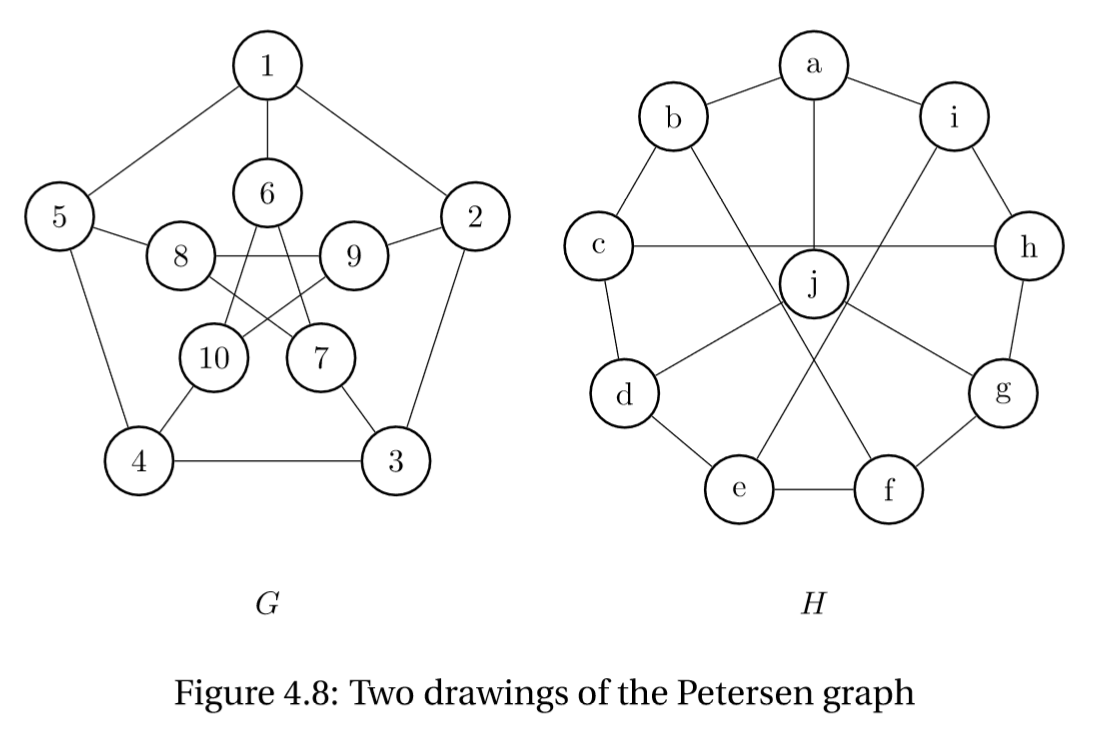 1 a
b i
6
5 2
8 9
c h
j
10 7
d g
4 3
e f
G H
Figure 4.8: Two drawings of the Petersen graph